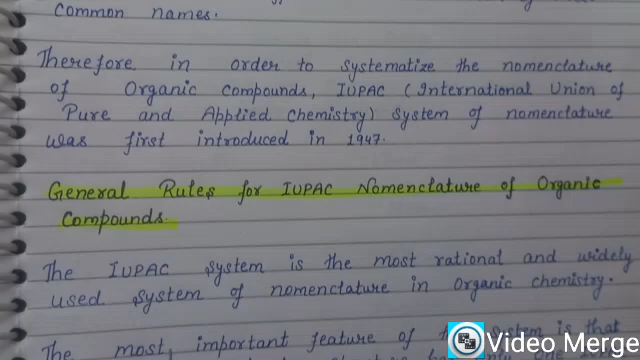 common names.
Therefore in order to systematize the nomenclature
of Organic compounds, IUPAC (International Union of
Pure and Applied chemistry) system of nomenclature
was first introduced in 1947.
General Rules for IUPAC Nomenclature of Organic
Compounds.
The IUPAC system is the most rational and widely
used system of nomenclature in organic chemistry.
The most, important feature of system is that
Video Merge